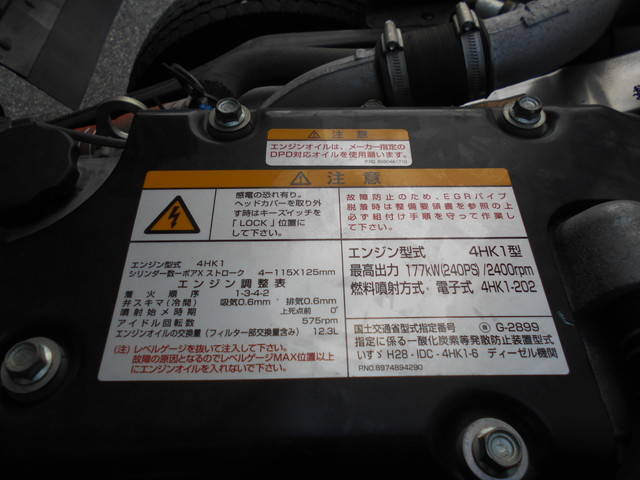 注意
エンジンオイルは、メーカー指定の
DPD対応オイルを使用願います。
注意
感電の恐れ有り。
ヘッドカバーを取り外
す時はキースイッチを
「LOCK」位置に
して下さい。
故障防止のため、EGRパイプ
脱着時は整備要領書を参照の上
必ず組付け手順を守って作業し
て下さい。
エンジン型式 4HK1
シリンダー数ーボアXストローク 4-115X125mm
エンジン調整表
着火順序 1-3-4-2
弁スキマ(冷間) 吸気0.6mm 排気0.6mm
噴射始メ時期 上死点前 0°
アイドル回転数 575rpm
エンジンオイルの交換量(フィルター部交換量含み) 12.3L
(注)レベルゲージを抜いて注入して下さい。
故障の原因となるのでレベルゲージMAX位置以上
にエンジンオイルを入れないで下さい。
エンジン型式 4HK1型
最高出力 177kW(240PS)/2400rpm
燃料噴射方式・電子式 4HK1-202
国土交通省型式指定番号 G-2899
指定に係る一酸化炭素等発散防止装置型式
いすゞH28・IDC・4HK1-6 ディーゼル機関
P.NO.8974894290